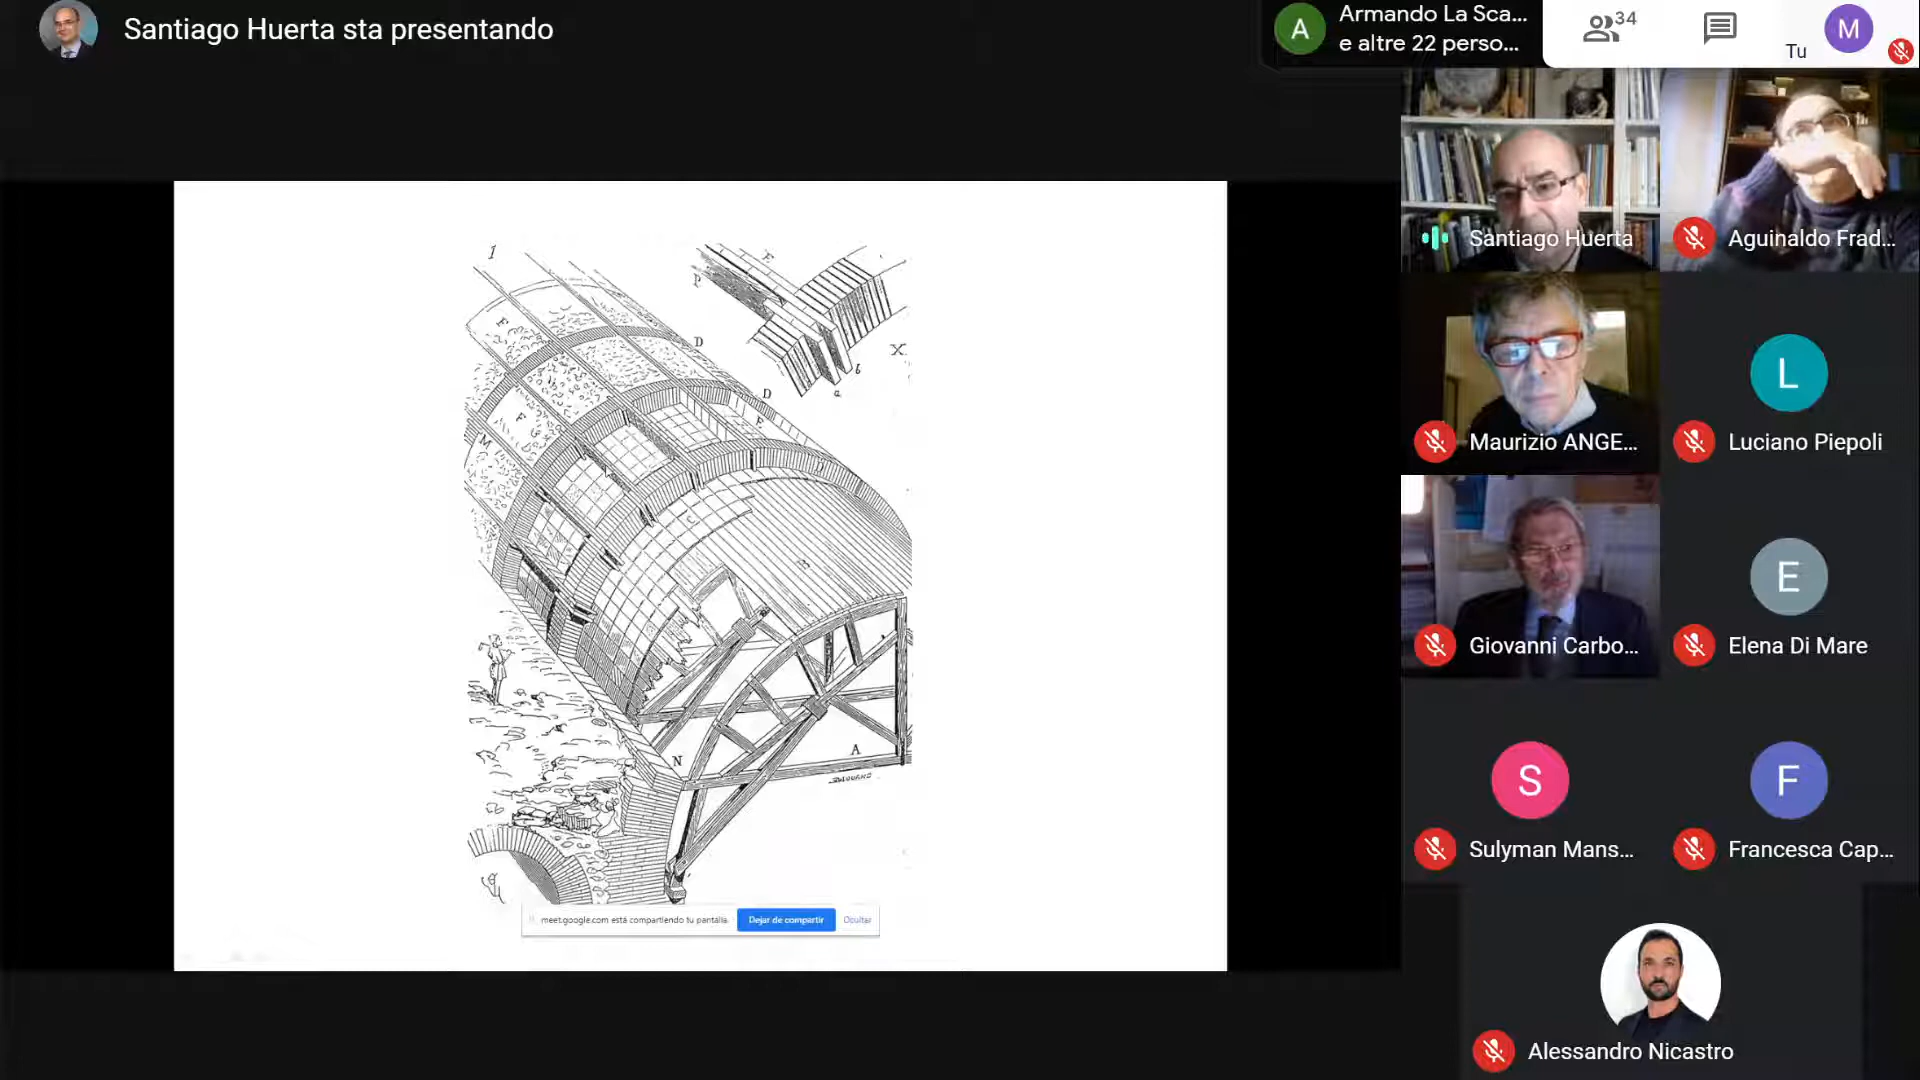 Santiago Huerta sta presentando
A
Armando La Sca...
e altre 22 perso...
34
Tu
M
Santiago Huerta
Aguinaldo Frad...
Maurizio ANGE...
L
Luciano Piepoli
Giovanni Carbo...
E
Elena Di Mare
S
Sulyman Mans...
F
Francesca Cap...
Alessandro Nicastro
1
E
P
D
X
b
a
D
F
F
E
M
C
B
N
A
meet.google.com está compartiendo tu pantalla.
Dejar de compartir
Ocultar